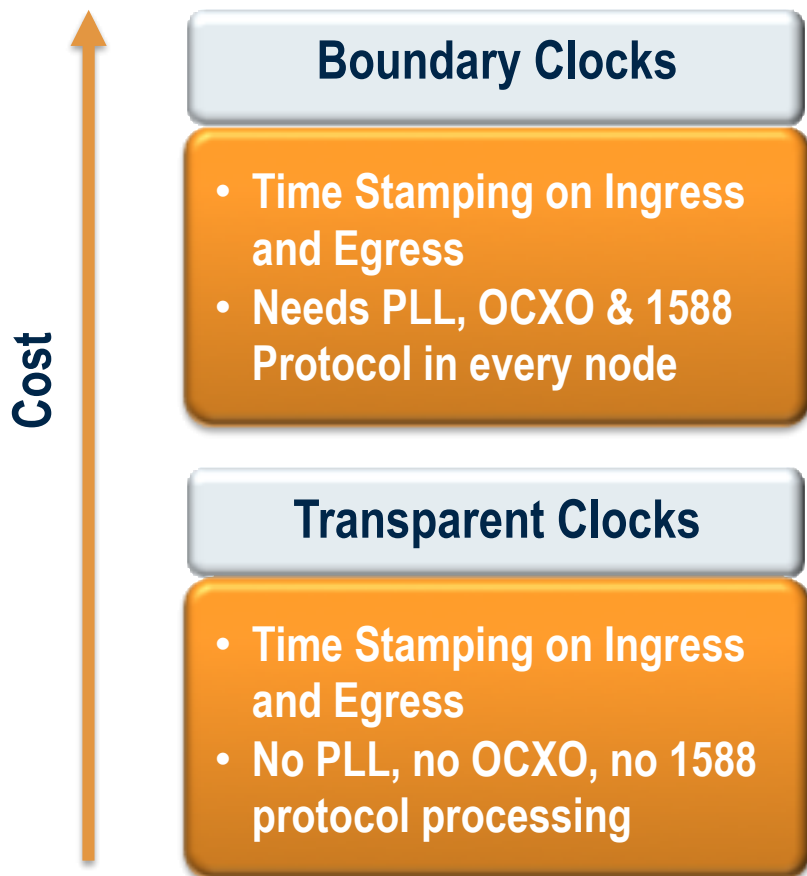 Cost
Boundary Clocks
• Time Stamping on Ingress
and Egress
• Needs PLL, OCXO & 1588
Protocol in every node
Transparent Clocks
• Time Stamping on Ingress
and Egress
• No PLL, no OCXO, no 1588
protocol processing